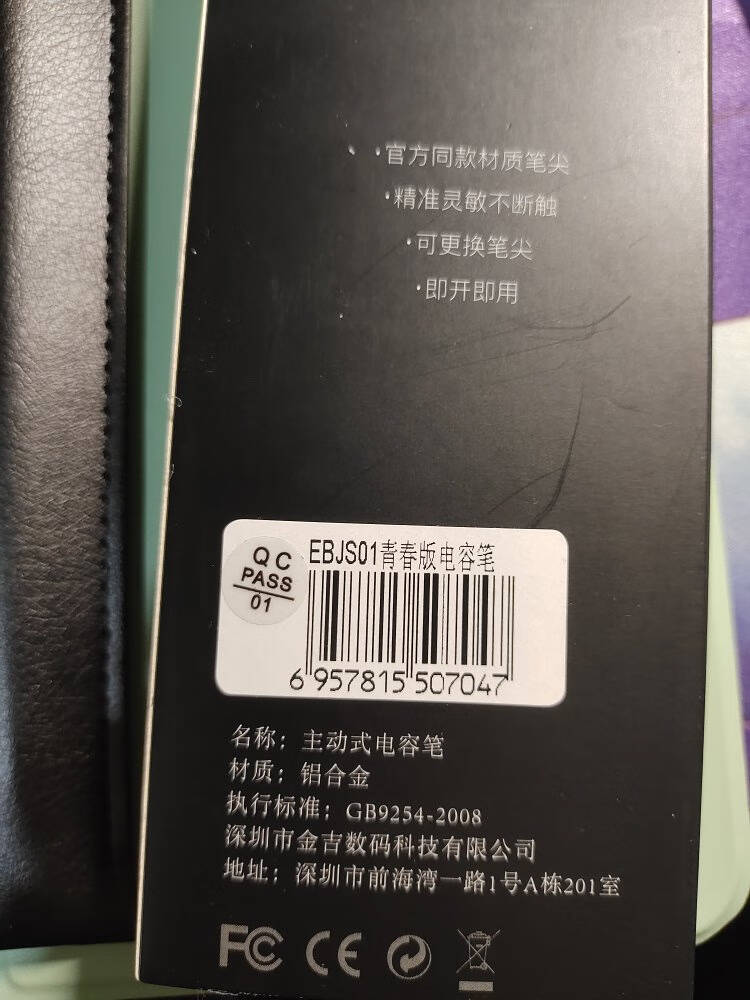 ·官方同款材质笔尖
·精准灵敏不断触
·可更换笔尖
·即开即用
QC
PASS
01
EBJS01青春版电容笔
6 957815 507047
名称：主动式电容笔
材质：铝合金
执行标准：GB9254-2008
深圳市金吉数码科技有限公司
地址：深圳市前海湾一路1号A栋201室
FC CE